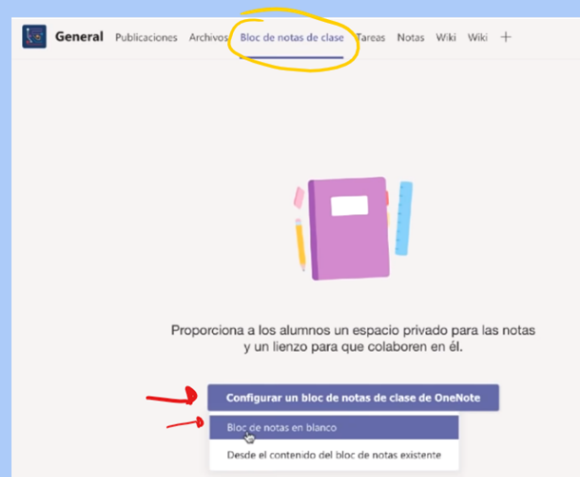 General Publicaciones Archivos Bloc de notas de clase Tareas Notas Wiki Wiki +
Proporciona a los alumnos un espacio privado para las notas
y un lienzo para que colaboren en él.
Configurar un bloc de notas de clase de OneNote
Bloc de notas en blanco
Desde el contenido del bloc de notas existente